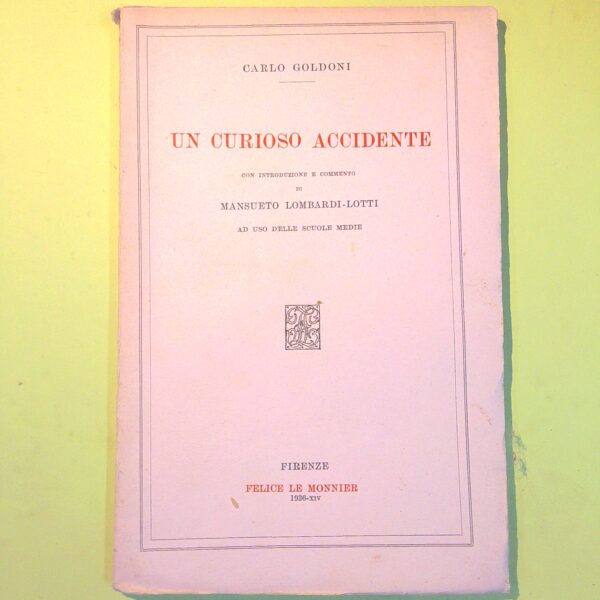 CARLO GOLDONI
UN CURIOSO ACCIDENTE
CON INTRODUZIONE E COMMENTO
DI
MANSUETO LOMBARDI-LOTTI
AD USO DELLE SCUOLE MEDIE
FIRENZE
FELICE LE MONNIER
1936-XIV